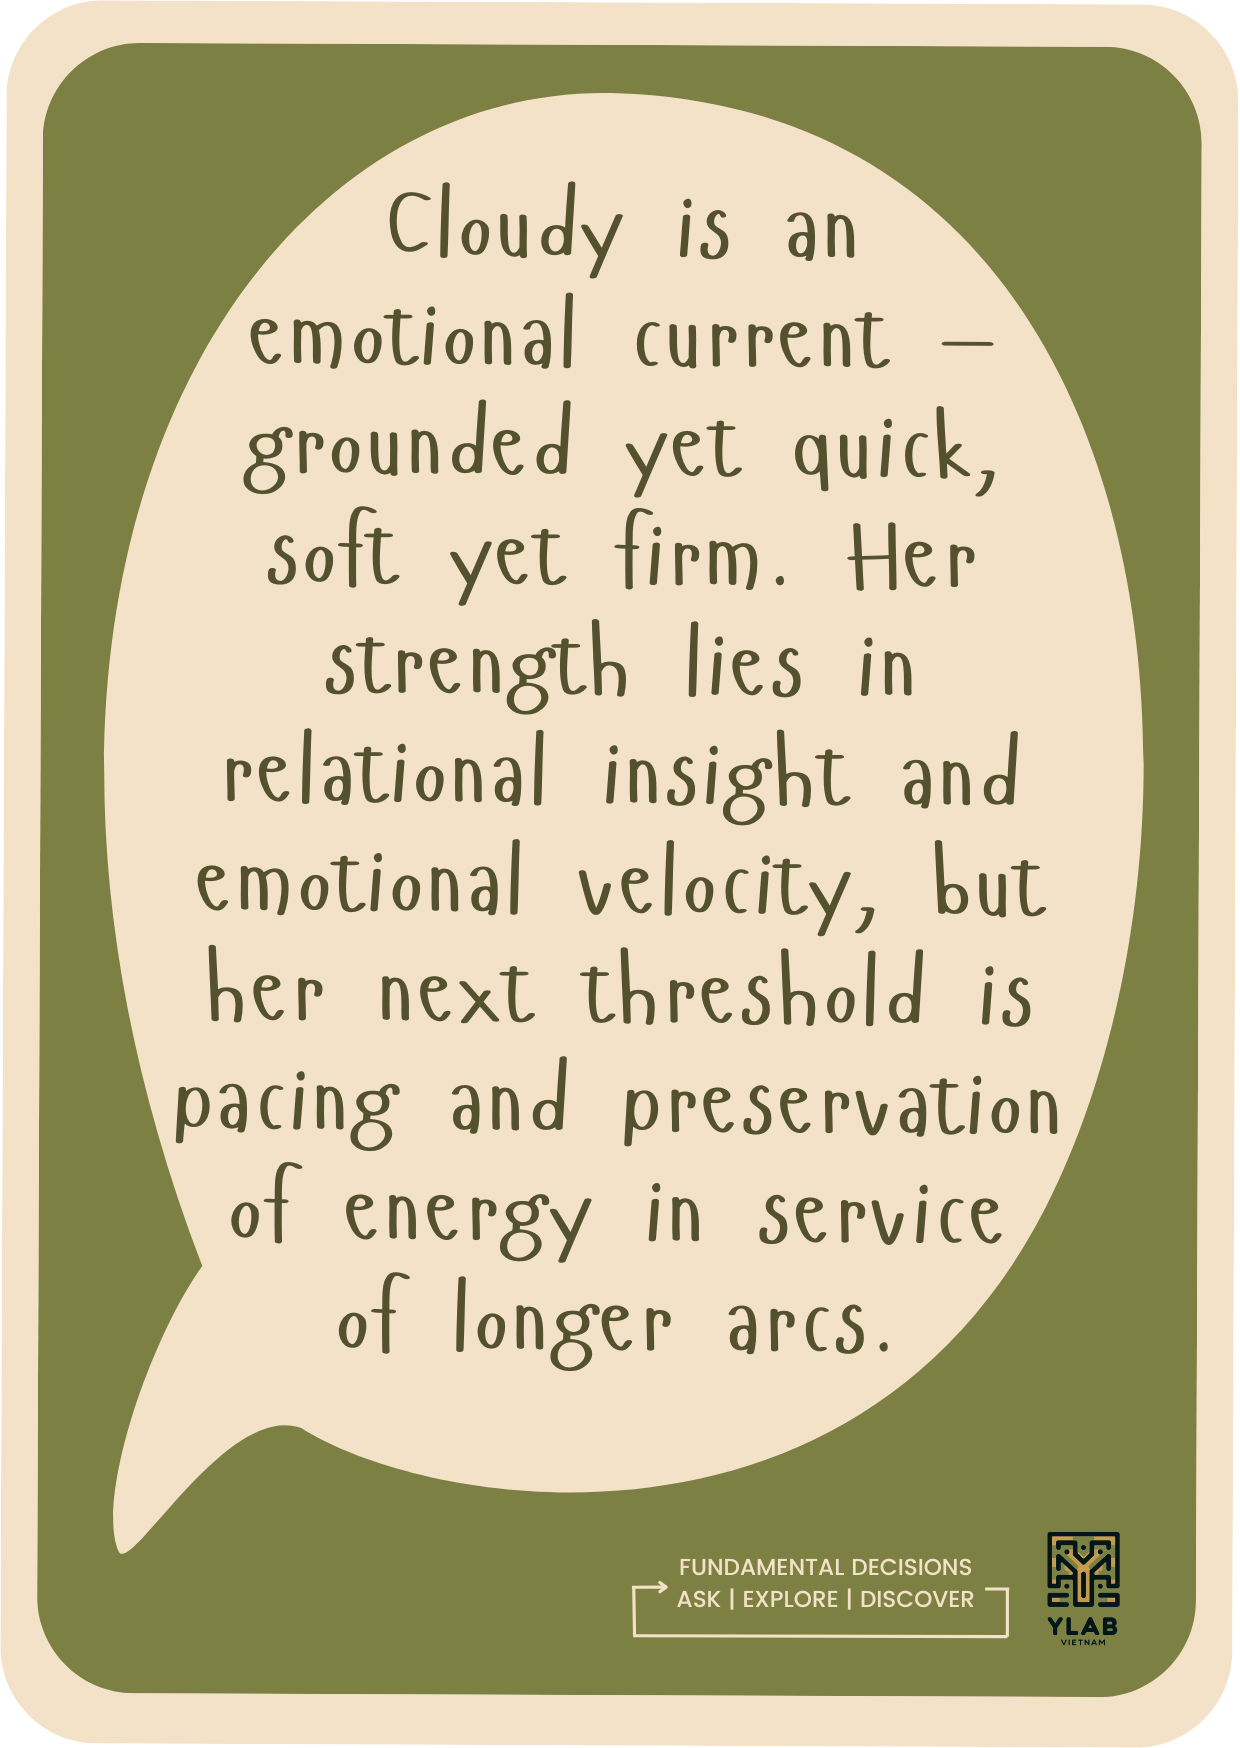 Cloudy is an
emotional current —
grounded yet quick,
soft yet firm. Her
strength lies in
relational insight and
emotional velocity, but
her next threshold is
pacing and preservation
of energy in service
of longer arcs.
FUNDAMENTAL DECISIONS
ASK | EXPLORE | DISCOVER
YLAB
VIETNAM